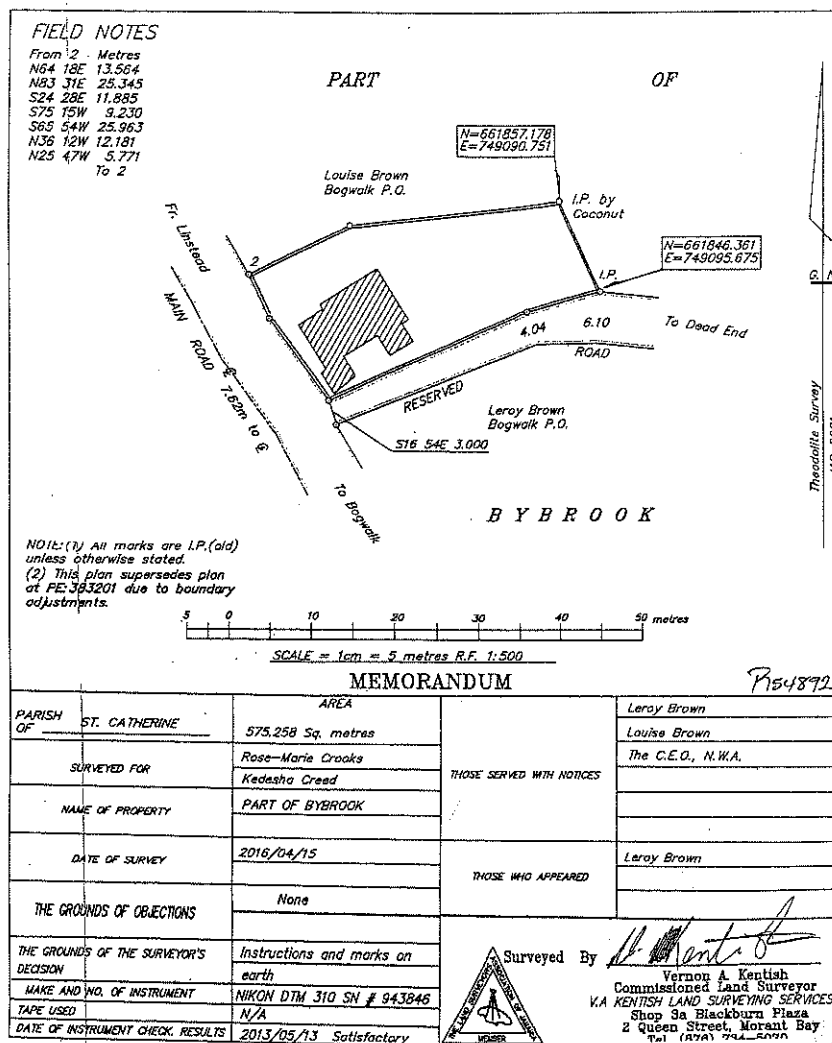 FIELD NOTES
From 2 - Metres
N64 18E 13.564
N83 31E 25.345
S24 28E 11.885
S75 15W 9.230
S65 54W 25.963
N36 12W 12.181
N25 47W 5.771
To 2
PART OF
N=661857.178
E=749090.751
Louise Brown
Bogwalk P.O.
I.P. by
Coconut
Fr. Linstead
2
N=661846.361
E=749095.675
I.P.
G. N
MAIN ROAD
7.62m to ℄
4.04
6.10
To Dead End
RESERVED ROAD
Leroy Brown
Bogwalk P.O.
S16 54E 3.000
To Bogwalk
Theodolite Survey
BYBROOK
NOTE:(1) All marks are I.P.(old)
unless otherwise stated.
(2) This plan supersedes plan
at PE:383201 due to boundary
adjustments.
5 0 10 20 30 40 50 metres
SCALE = 1cm = 5 metres R.F. 1:500
MEMORANDUM
PARISH OF ST. CATHERINE
AREA
575.258 Sq. metres
SURVEYED FOR
Rose-Marie Crooks
Kedesha Creed
NAME OF PROPERTY
PART OF BYBROOK
DATE OF SURVEY
2016/04/15
THE GROUNDS OF OBJECTIONS
None
THE GROUNDS OF THE SURVEYOR'S
DECISION
Instructions and marks on
earth
MAKE AND NO. OF INSTRUMENT
NIKON DTM 310 SN # 943846
TAPE USED
N/A
DATE OF INSTRUMENT CHECK. RESULTS
2013/05/13 Satisfactory
THOSE SERVED WITH NOTICES
Leroy Brown
Louise Brown
The C.E.O., N.W.A.
THOSE WHO APPEARED
Leroy Brown
THE LAND SURVEYORS ASSOCIATION OF JAMAICA
MEMBER
Surveyed By
Vernon A. Kentish
Commissioned Land Surveyor
V.A KENTISH LAND SURVEYING SERVICES
Shop 3a Blackburn Plaza
2 Queen Street, Morant Bay